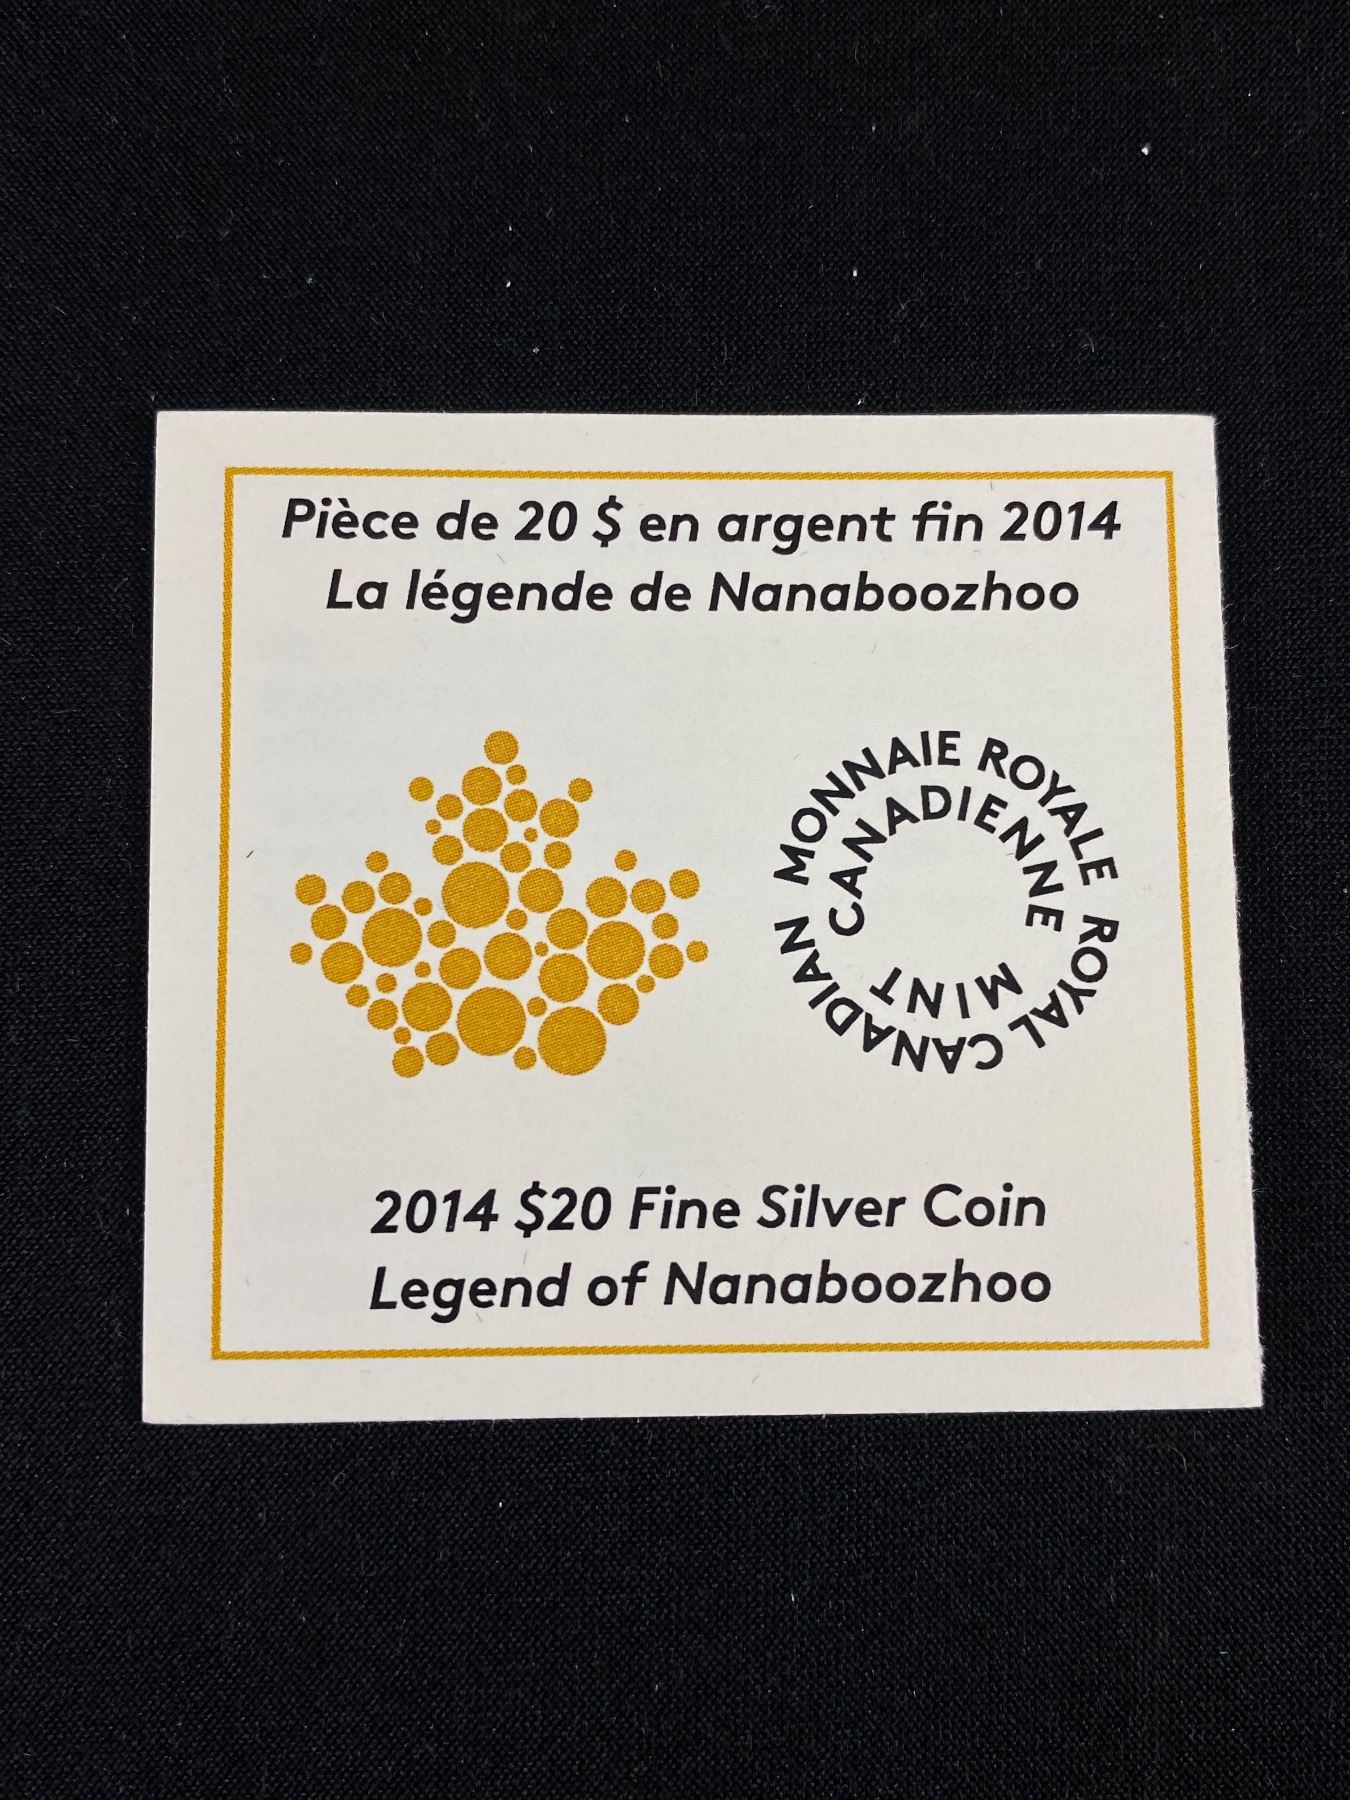 Pièce de 20 $ en argent fin 2014
La légende de Nanaboozhoo
MONNAIE ROYALE
CANADIENNE
ROYAL CANADIAN
MINT
2014 $20 Fine Silver Coin
Legend of Nanaboozhoo